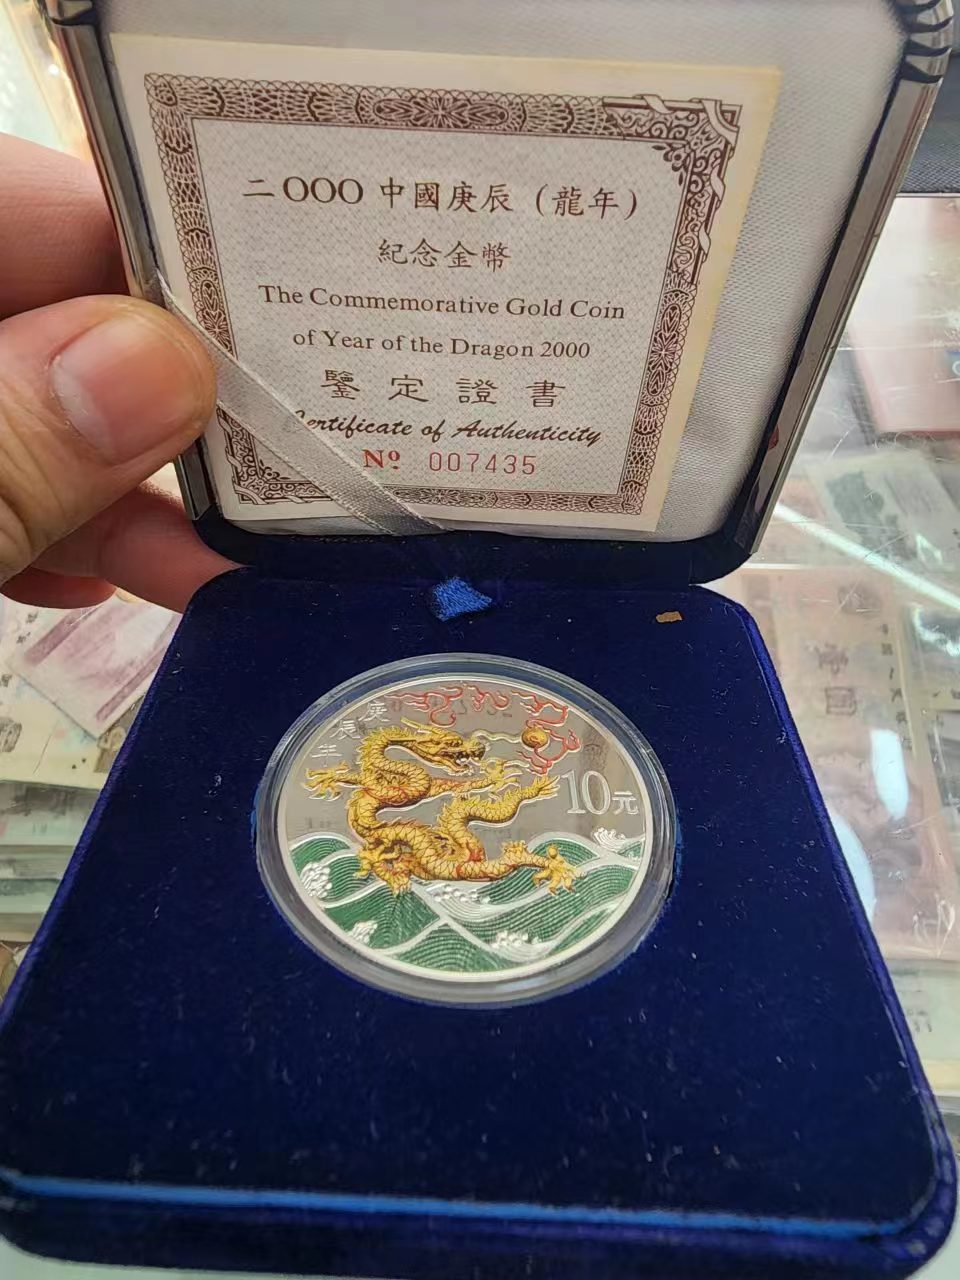 二OOO中國庚辰（龍年）
紀念金幣
The Commemorative Gold Coin
of Year of the Dragon 2000
鑒定證書
Certificate of Authenticity
Nº 007435
庚辰年
10元